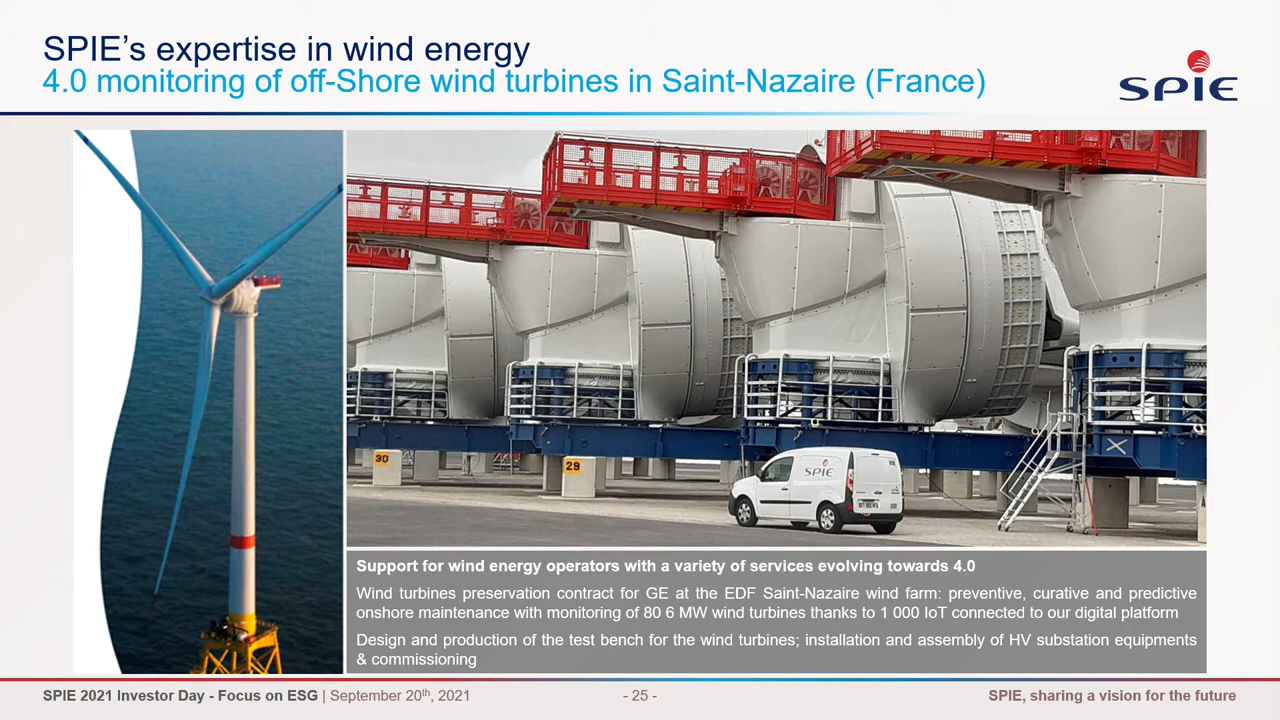 SPIE’s expertise in wind energy
4.0 monitoring of off-Shore wind turbines in Saint-Nazaire (France)
SPIE
30
29
SPIE
Support for wind energy operators with a variety of services evolving towards 4.0
Wind turbines preservation contract for GE at the EDF Saint-Nazaire wind farm: preventive, curative and predictive
onshore maintenance with monitoring of 80 6 MW wind turbines thanks to 1 000 IoT connected to our digital platform
Design and production of the test bench for the wind turbines; installation and assembly of HV substation equipments
& commissioning
SPIE 2021 Investor Day - Focus on ESG | September 20th, 2021
- 25 -
SPIE, sharing a vision for the future